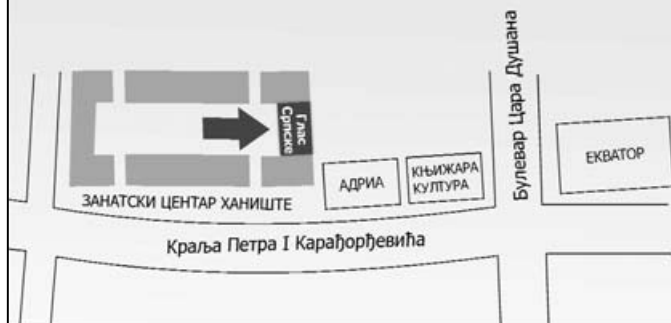 Глас
Српске
ЗАНАТСКИ ЦЕНТАР ХАНИШТЕ
АДРИА
КЊИЖАРА
КУЛТУРА
Булевар Цара Душана
ЕКВАТОР
Краља Петра I Карађорђевића